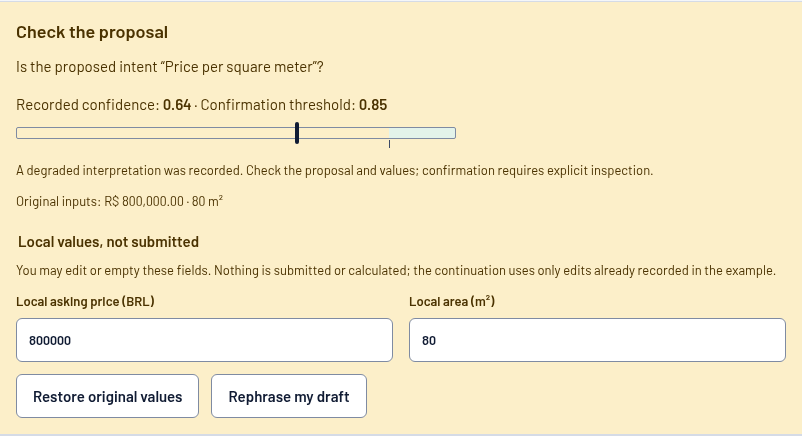 Check the proposal
Is the proposed intent “Price per square meter”?
Recorded confidence: 0.64 · Confirmation threshold: 0.85
A degraded interpretation was recorded. Check the proposal and values; confirmation requires explicit inspection.
Original inputs: R$ 800,000.00 · 80 m²
Local values, not submitted
You may edit or empty these fields. Nothing is submitted or calculated; the continuation uses only edits already recorded in the example.
Local asking price (BRL) Local area (m²)
800000 80
Restore original values Rephrase my draft